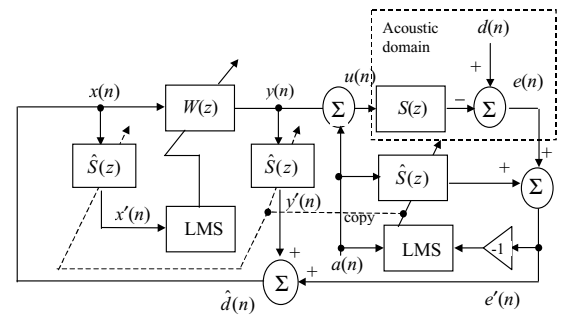 Acoustic
domain
d(n)
+
x(n)
W(z)
y(n)
u(n)
Σ
S(z)
−
Σ
e(n)
+
Ŝ(z)
Ŝ(z)
Ŝ(z)
+
Σ
x′(n)
LMS
y′(n)
copy
LMS
-1
+
a(n)
Σ
+
d̂(n)
e′(n)